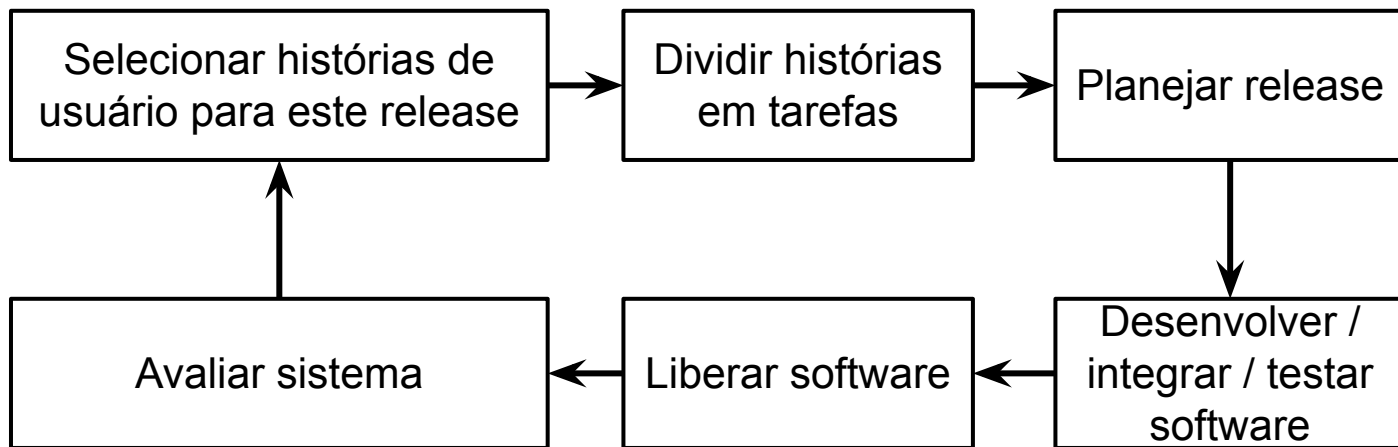 Selecionar histórias de
usuário para este release
Dividir histórias
em tarefas
Planejar release
Avaliar sistema
Liberar software
Desenvolver /
integrar / testar
software